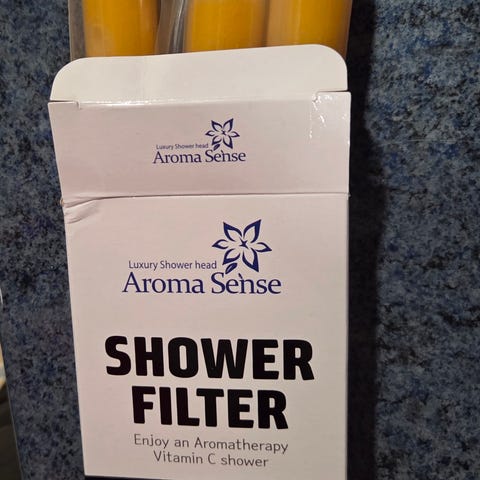 Luxury Shower head
Aroma Sense
Luxury Shower head
Aroma Sense
SHOWER
FILTER
Enjoy an Aromatherapy
Vitamin C shower